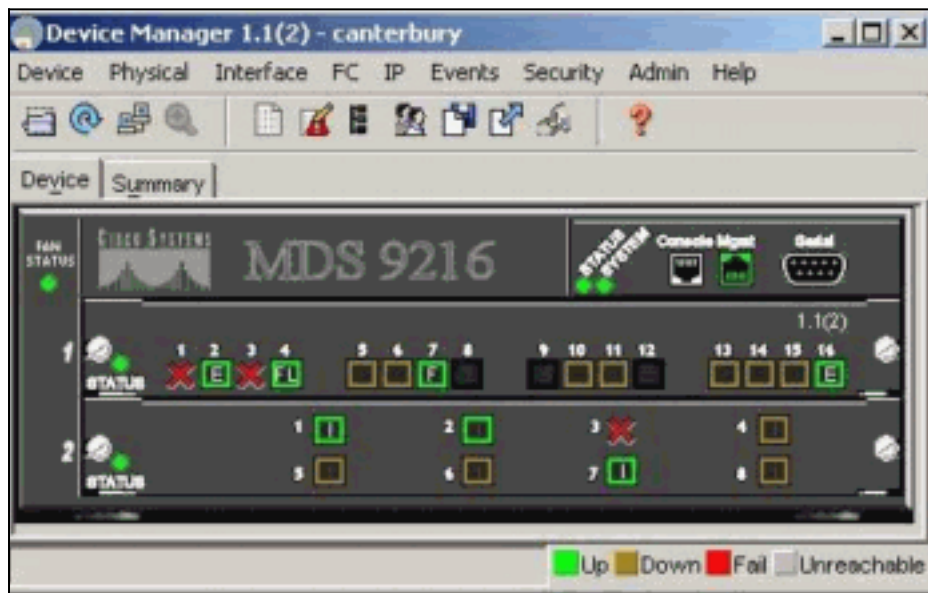 Device Manager 1.1(2) - canterbury
Device Physical Interface FC IP Events Security Admin Help
Device Summary
FAN STATUS
CISCO SYSTEMS
MDS 9216
STATUS
SYSTEM
Console Mgmt Serial
1.1(2)
1
1 2 3 4 5 6 7 8 9 10 11 12 13 14 15 16
E FL F E
STATUS
2
1 2 3 4
I I
5 6 7 8
I
STATUS
Up Down Fail Unreachable